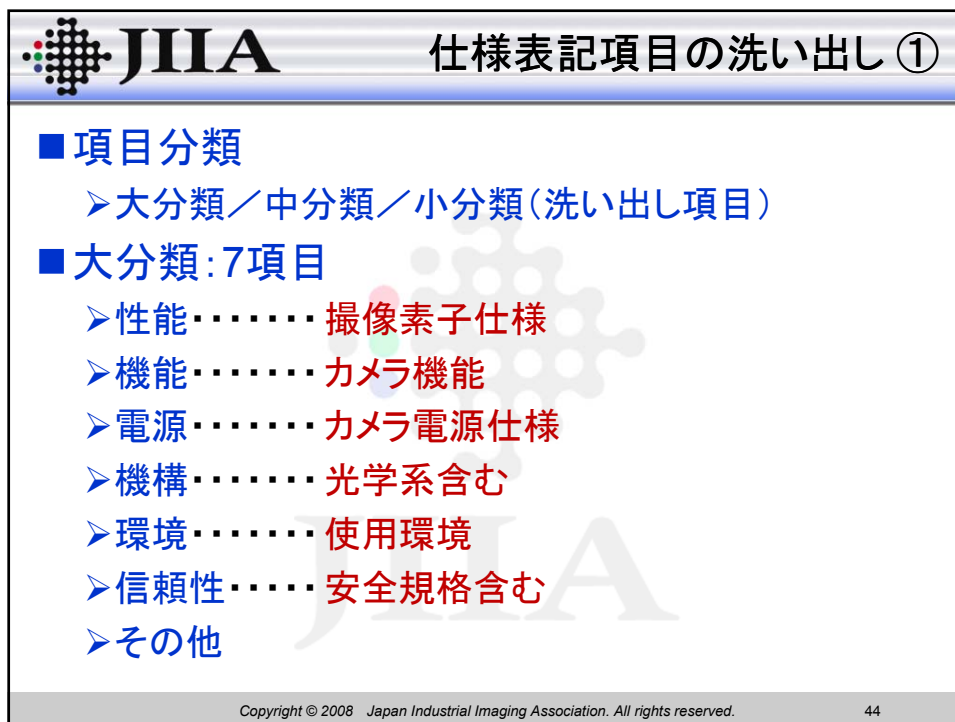 JIIA
仕様表記項目の洗い出し ①
■項目分類
➢大分類／中分類／小分類（洗い出し項目）
■大分類：7項目
➢性能・・・・・・・撮像素子仕様
➢機能・・・・・・・カメラ機能
➢電源・・・・・・・カメラ電源仕様
➢機構・・・・・・・光学系含む
➢環境・・・・・・・使用環境
➢信頼性・・・・・安全規格含む
➢その他
JIIA
Copyright © 2008 Japan Industrial Imaging Association. All rights reserved. 44